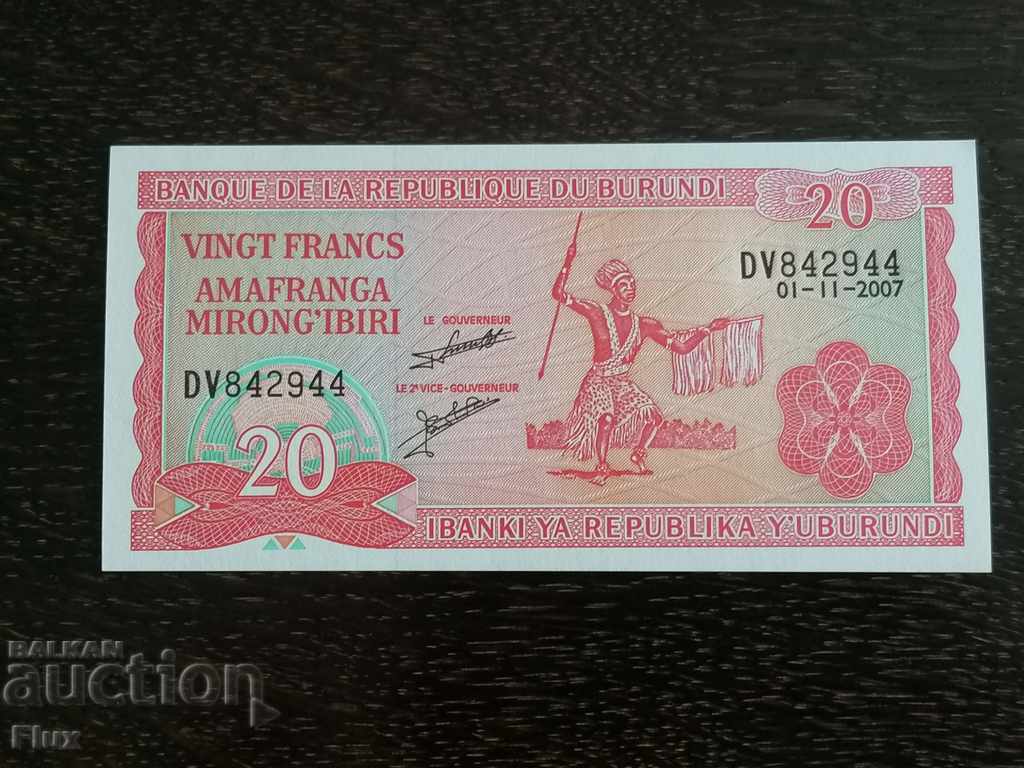 BANQUE DE LA REPUBLIQUE DU BURUNDI
20
VINGT FRANCS
AMAFRANGA
MIRONG'IBIRI
DV842944
01-11-2007
LE GOUVERNEUR
LE 2e VICE-GOUVERNEUR
DV842944
20
IBANKI YA REPUBLIKA Y'UBURUNDI
BALKAN
auction
Flux